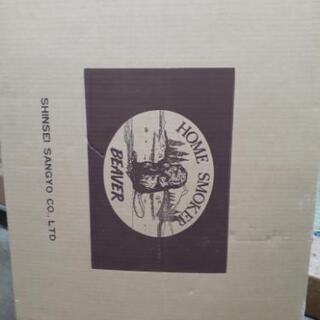 HOME SMOKER
BEAVER
SHINSEI SANGYO CO., LTD